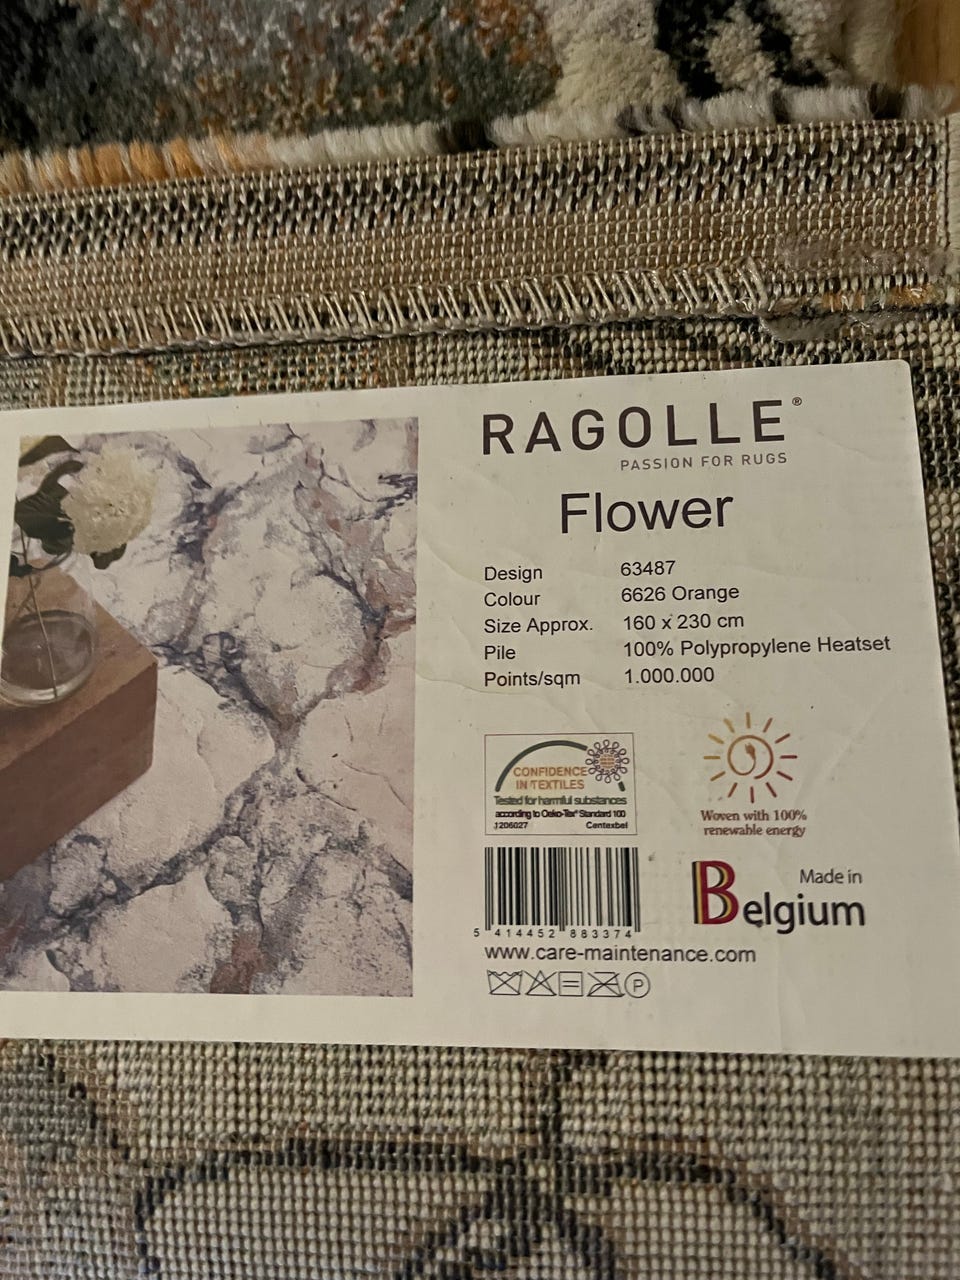 RAGOLLE®
PASSION FOR RUGS
Flower
Design 63487
Colour 6626 Orange
Size Approx. 160 x 230 cm
Pile 100% Polypropylene Heatset
Points/sqm 1.000.000
CONFIDENCE
IN TEXTILES
Tested for harmful substances
according to Oeko-Tex® Standard 100
1206027 Centexbel
Woven with 100%
renewable energy
5 414452 883374
Made in
Belgium
www.care-maintenance.com
P